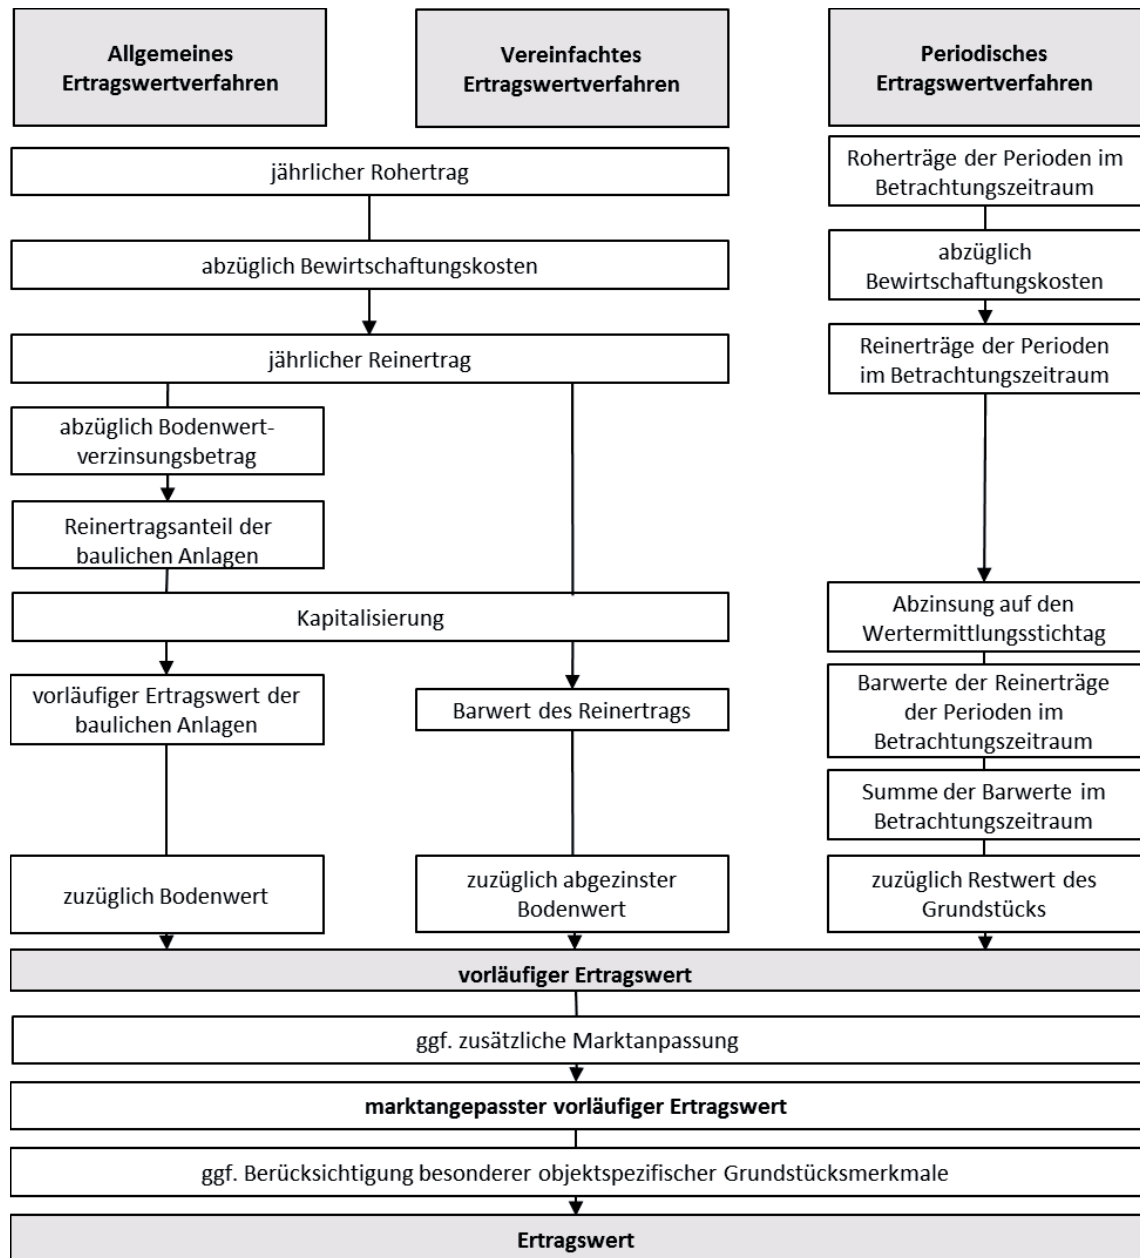 Allgemeines
Ertragswertverfahren
Vereinfachtes
Ertragswertverfahren
Periodisches
Ertragswertverfahren
jährlicher Rohertrag
Roherträge der Perioden im
Betrachtungszeitraum
abzüglich Bewirtschaftungskosten
abzüglich
Bewirtschaftungskosten
jährlicher Reinertrag
Reinerträge der Perioden
im Betrachtungszeitraum
abzüglich Bodenwert-
verzinsungsbetrag
Reinertragsanteil der
baulichen Anlagen
Kapitalisierung
Abzinsung auf den
Wertermittlungsstichtag
vorläufiger Ertragswert der
baulichen Anlagen
Barwert des Reinertrags
Barwerte der Reinerträge
der Perioden im
Betrachtungszeitraum
Summe der Barwerte im
Betrachtungszeitraum
zuzüglich Bodenwert
zuzüglich abgezinster
Bodenwert
zuzüglich Restwert des
Grundstücks
vorläufiger Ertragswert
ggf. zusätzliche Marktanpassung
marktangepasster vorläufiger Ertragswert
ggf. Berücksichtigung besonderer objektspezifischer Grundstücksmerkmale
Ertragswert